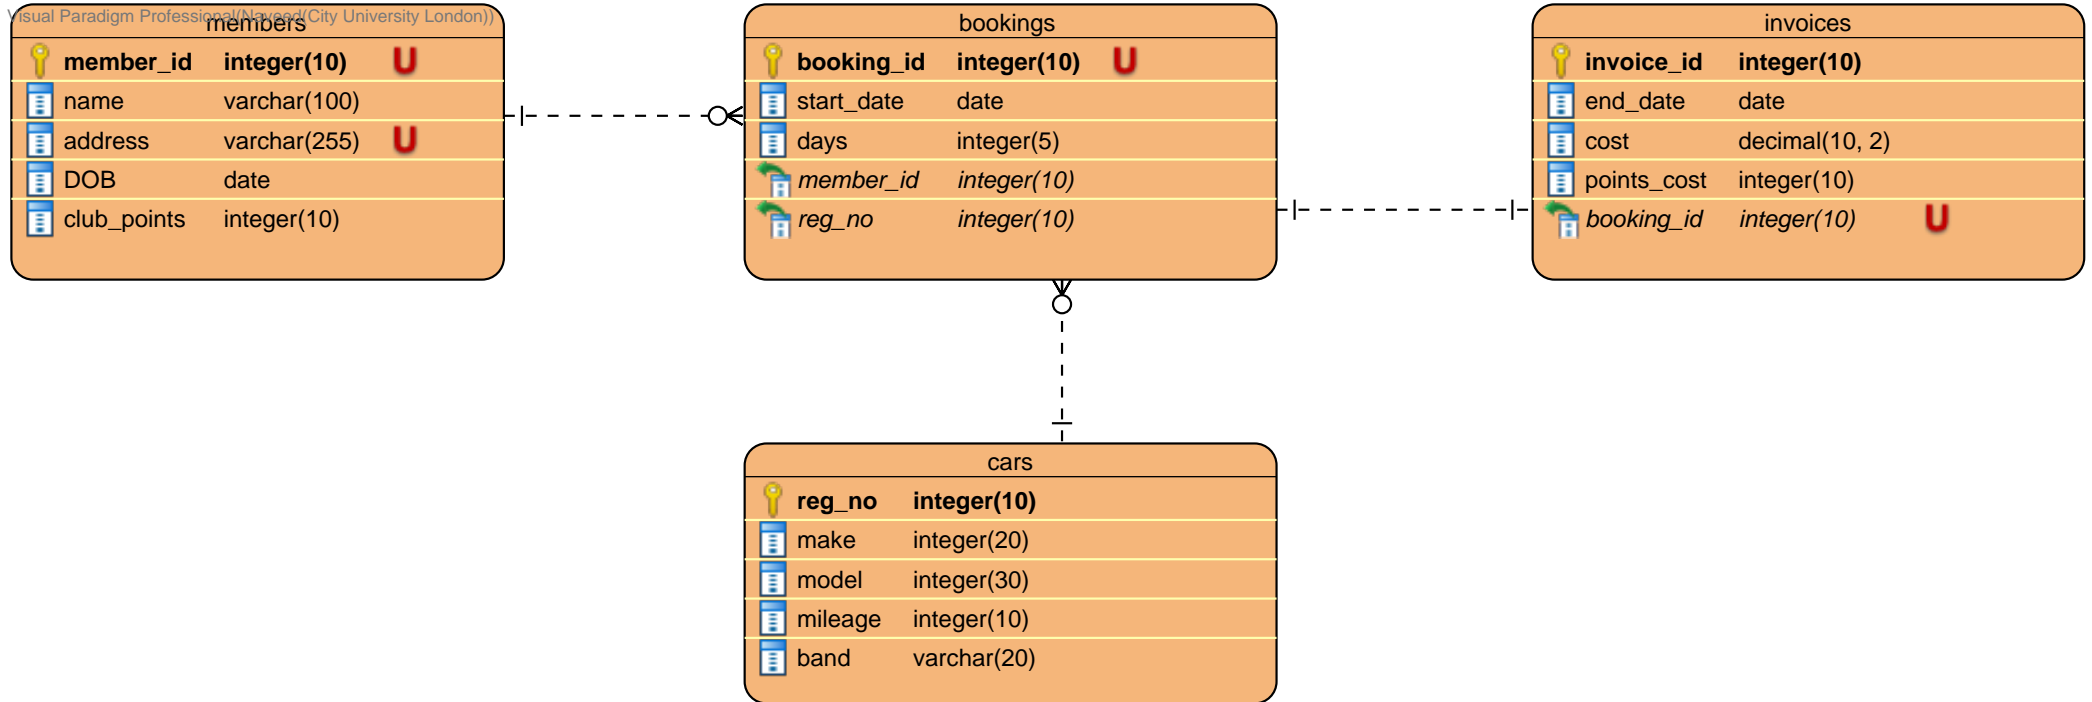 Visual Paradigm Professional(Naveed(City University London))
members
member_id integer(10) U
name varchar(100)
address varchar(255) U
DOB date
club_points integer(10)
bookings
booking_id integer(10) U
start_date date
days integer(5)
member_id integer(10)
reg_no integer(10)
invoices
invoice_id integer(10)
end_date date
cost decimal(10, 2)
points_cost integer(10)
booking_id integer(10) U
cars
reg_no integer(10)
make integer(20)
model integer(30)
mileage integer(10)
band varchar(20)